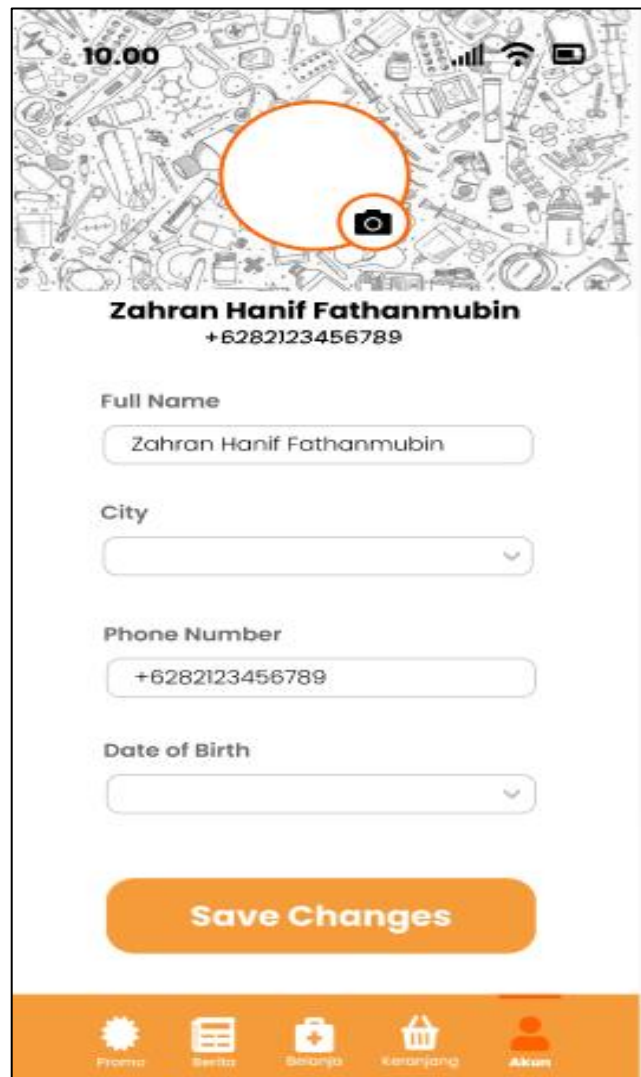 10.00
Zahran Hanif Fathanmubin
+6282123456789
Full Name
Zahran Hanif Fathanmubin
City
Phone Number
+6282123456789
Date of Birth
Save Changes
Promo Berita Belanja Keranjang Akun